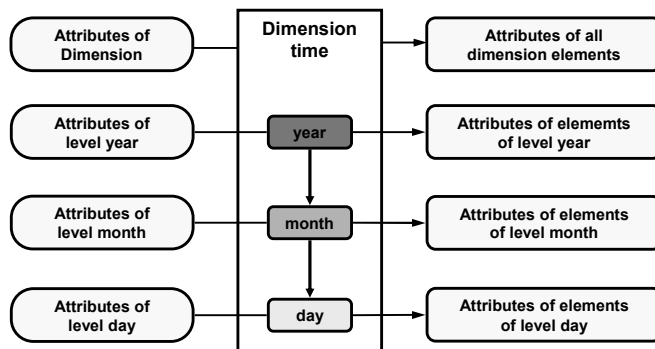 Attributes of
Dimension
Dimension
time
Attributes of all
dimension elements
Attributes of
level year
year
Attributes of elememts
of level year
Attributes of
level month
month
Attributes of elements
of level month
Attributes of
level day
day
Attributes of elements
of level day